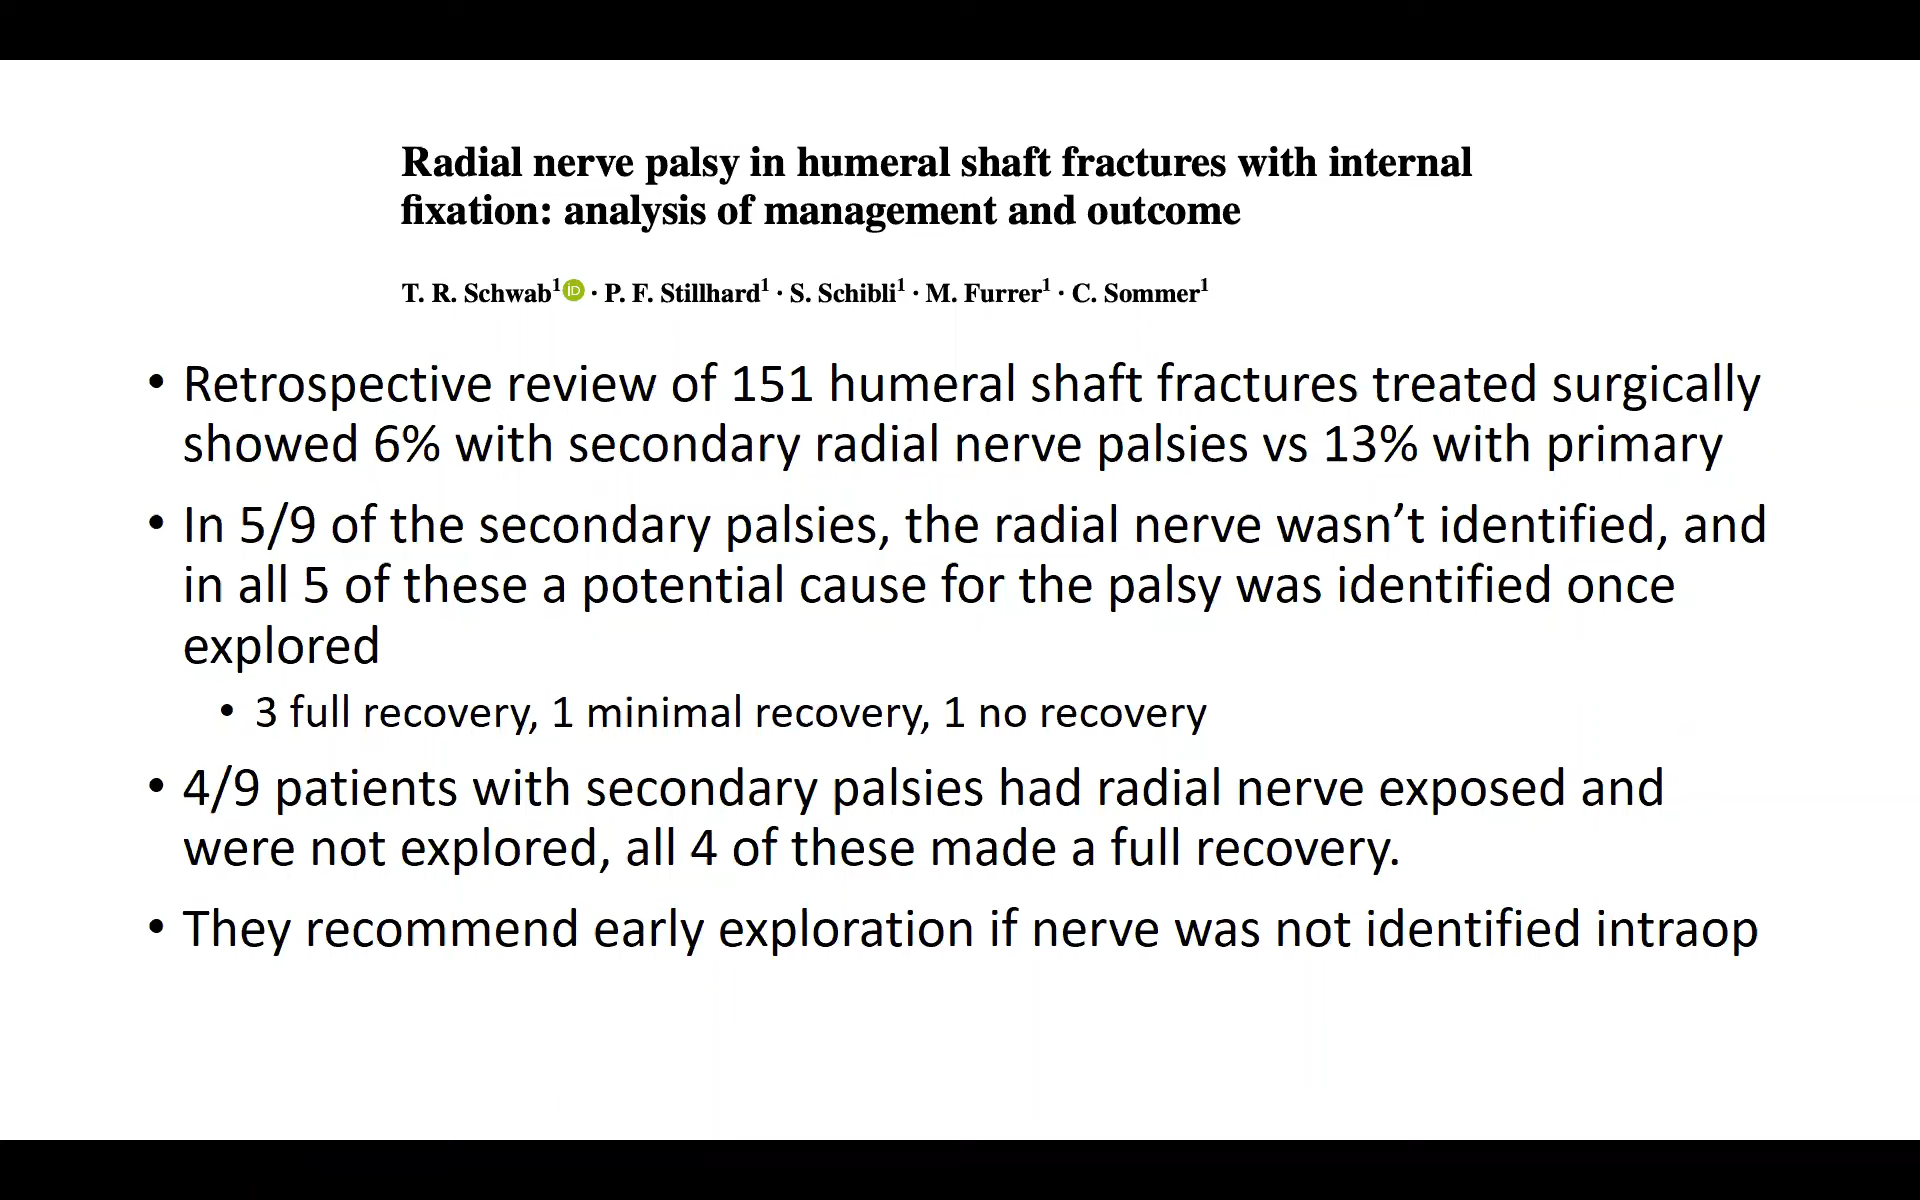 Radial nerve palsy in humeral shaft fractures with internal
fixation: analysis of management and outcome
T. R. Schwab¹ iD · P. F. Stillhard¹ · S. Schibli¹ · M. Furrer¹ · C. Sommer¹
• Retrospective review of 151 humeral shaft fractures treated surgically
showed 6% with secondary radial nerve palsies vs 13% with primary
• In 5/9 of the secondary palsies, the radial nerve wasn’t identified, and
in all 5 of these a potential cause for the palsy was identified once
explored
• 3 full recovery, 1 minimal recovery, 1 no recovery
• 4/9 patients with secondary palsies had radial nerve exposed and
were not explored, all 4 of these made a full recovery.
• They recommend early exploration if nerve was not identified intraop